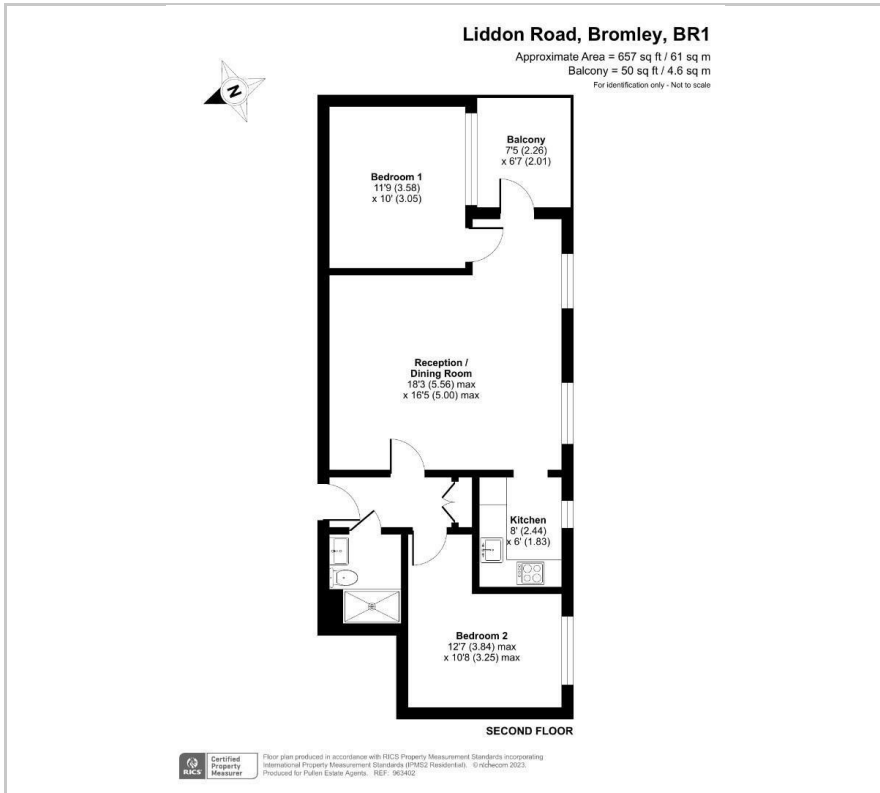 Liddon Road, Bromley, BR1
Approximate Area = 657 sq ft / 61 sq m
Balcony = 50 sq ft / 4.6 sq m
For identification only - Not to scale
N
Balcony
7'5 (2.26)
x 6'7 (2.01)
Bedroom 1
11'9 (3.58)
x 10' (3.05)
Reception /
Dining Room
18'3 (5.56) max
x 16'5 (5.00) max
Kitchen
8' (2.44)
x 6' (1.83)
Bedroom 2
12'7 (3.84) max
x 10'8 (3.25) max
SECOND FLOOR
RICS
Certified
Property
Measurer
Floor plan produced in accordance with RICS Property Measurement Standards incorporating
International Property Measurement Standards (IPMS2 Residential). © nichecom 2023.
Produced for Pollen Estate Agents. REF: 963402